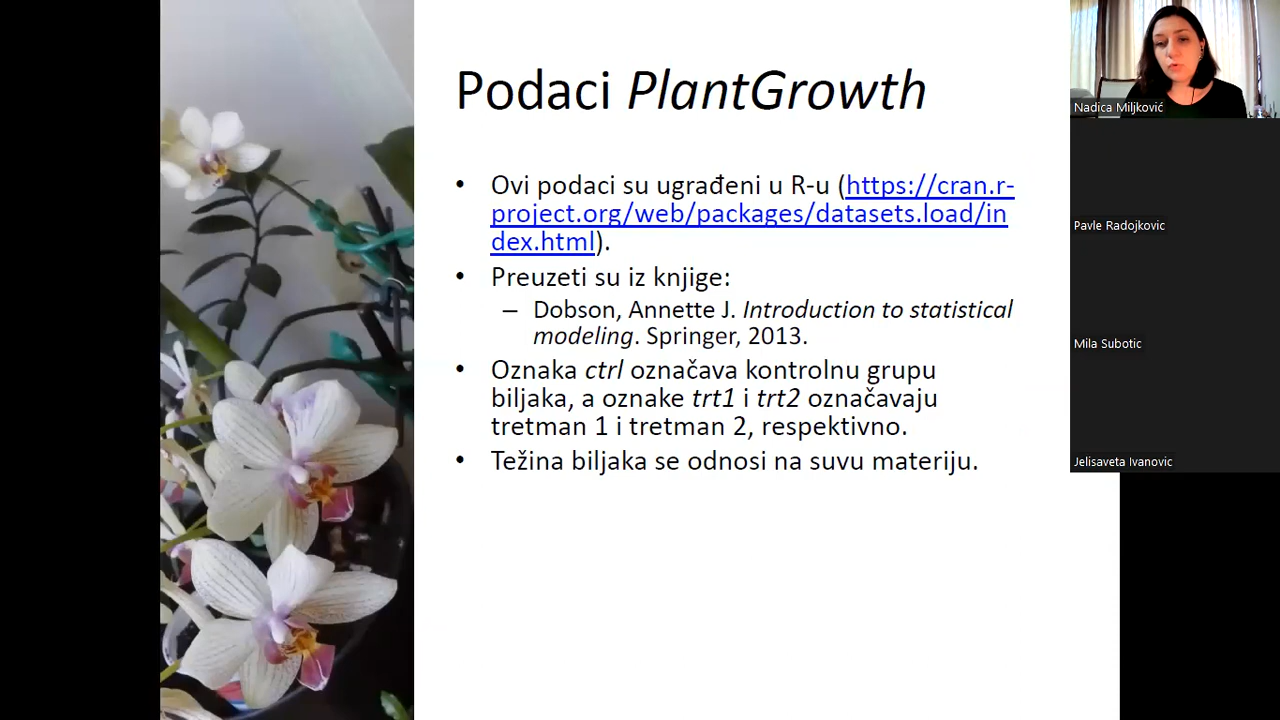 Podaci PlantGrowth
• Ovi podaci su ugrađeni u R-u (https://cran.r-
project.org/web/packages/datasets.load/in
dex.html).
• Preuzeti su iz knjige:
– Dobson, Annette J. Introduction to statistical
modeling. Springer, 2013.
• Oznaka ctrl označava kontrolnu grupu
biljaka, a oznake trt1 i trt2 označavaju
tretman 1 i tretman 2, respektivno.
• Težina biljaka se odnosi na suvu materiju.
Nadica Miljković
Pavle Radojkovic
Mila Subotic
Jelisaveta Ivanovic